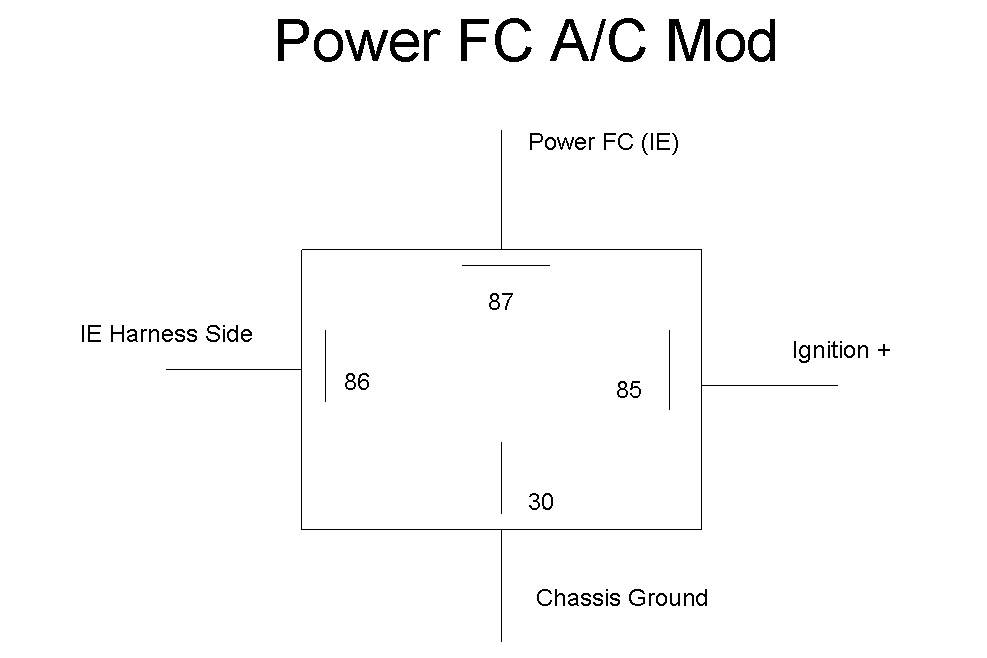 Power FC A/C Mod
Power FC (IE)
87
IE Harness Side
Ignition +
86
85
30
Chassis Ground